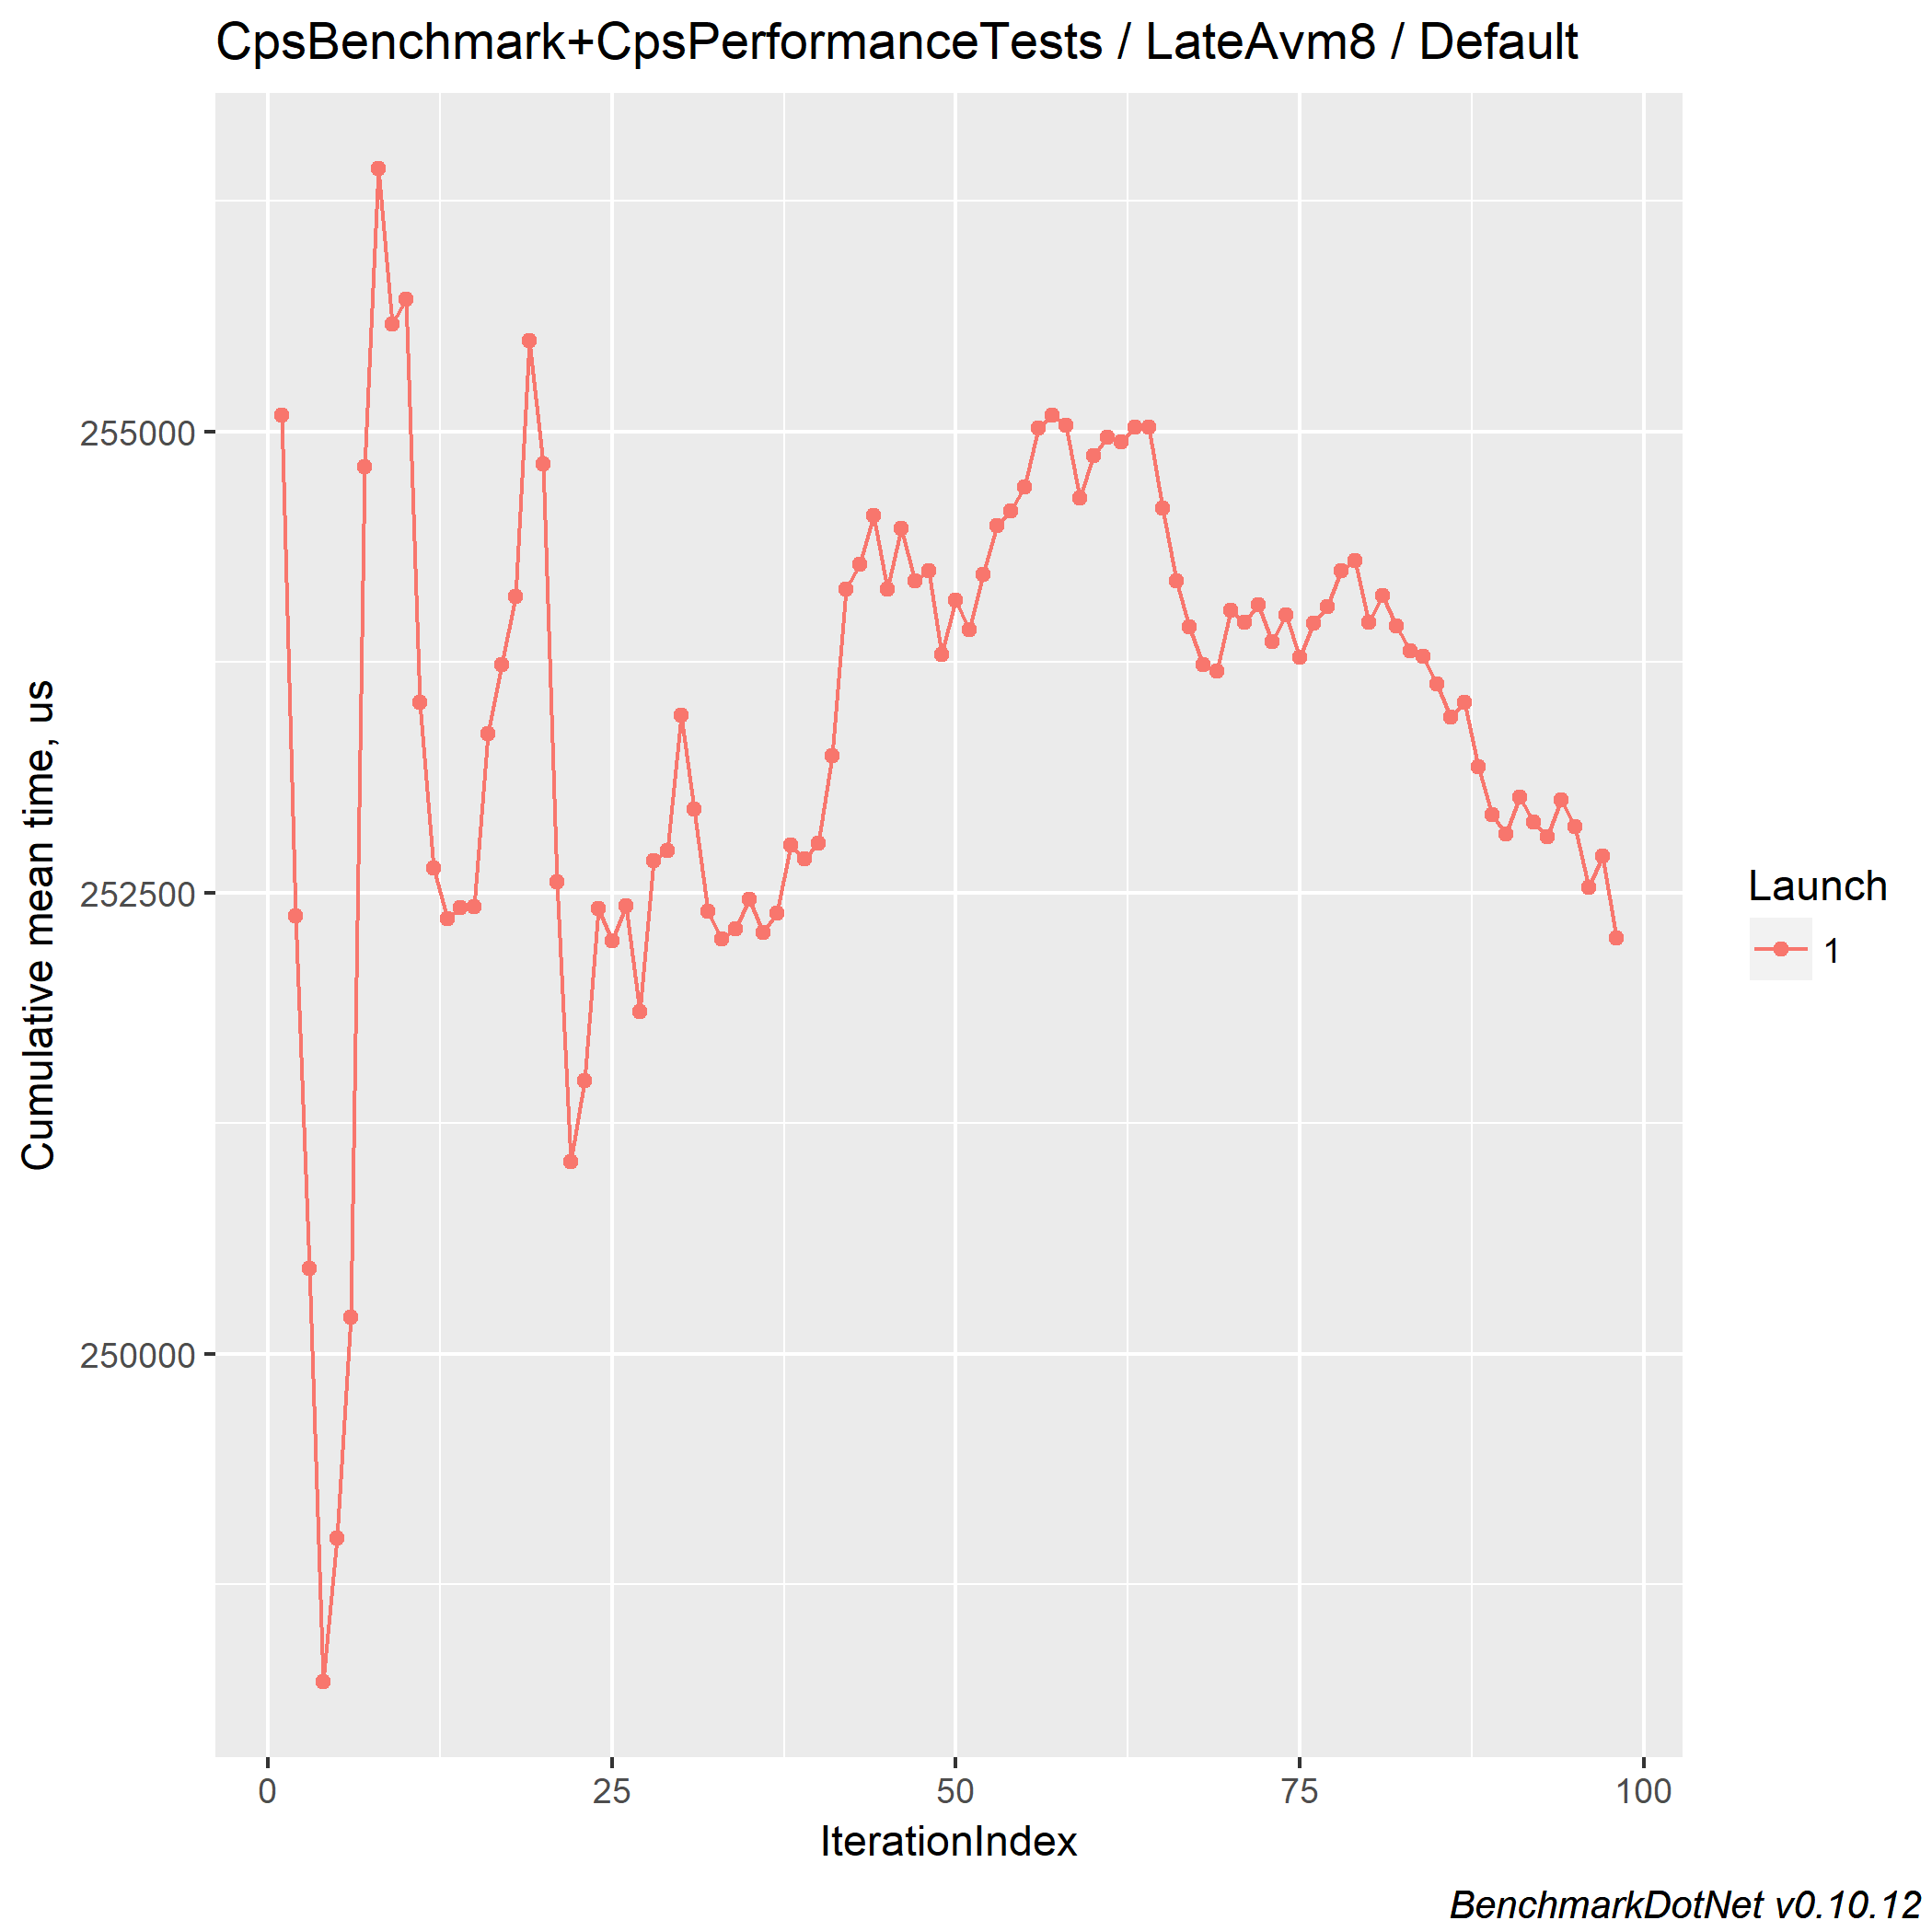 CpsBenchmark+CpsPerformanceTests / LateAvm8 / Default
Cumulative mean time, us
255000
252500
250000
0 25 50 75 100
IterationIndex
Launch
1
BenchmarkDotNet v0.10.12